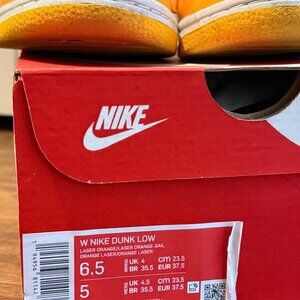 NIKE
W NIKE DUNK LOW
LASER ORANGE/LASER ORANGE-SAIL
ORANGE LASER/ORANGE LASER
6.5 UK 4 cm 23.5
BR 35.5 EUR 37.5
5 UK 4.5 cm 23.5
BR 35.5 EUR 37.5